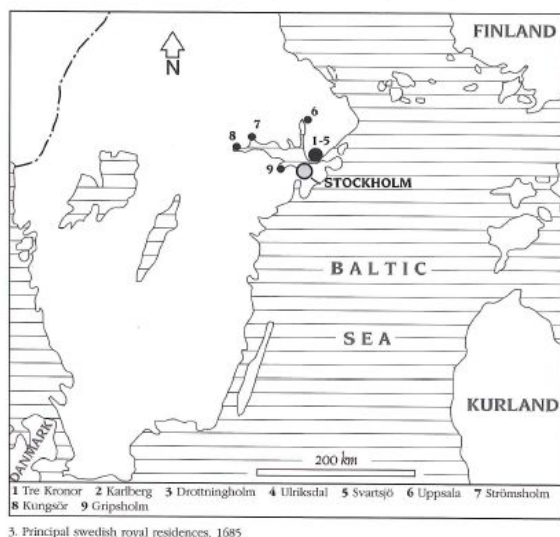 FINLAND
N
6
7
1-5
8
9
STOCKHOLM
BALTIC
SEA
KURLAND
DANMARK
200 km
1 Tre Kronor 2 Karlberg 3 Drottningholm 4 Ulriksdal 5 Svartsjö 6 Uppsala 7 Strömsholm
8 Kungsör 9 Gripsholm
3. Principal swedish royal residences, 1685